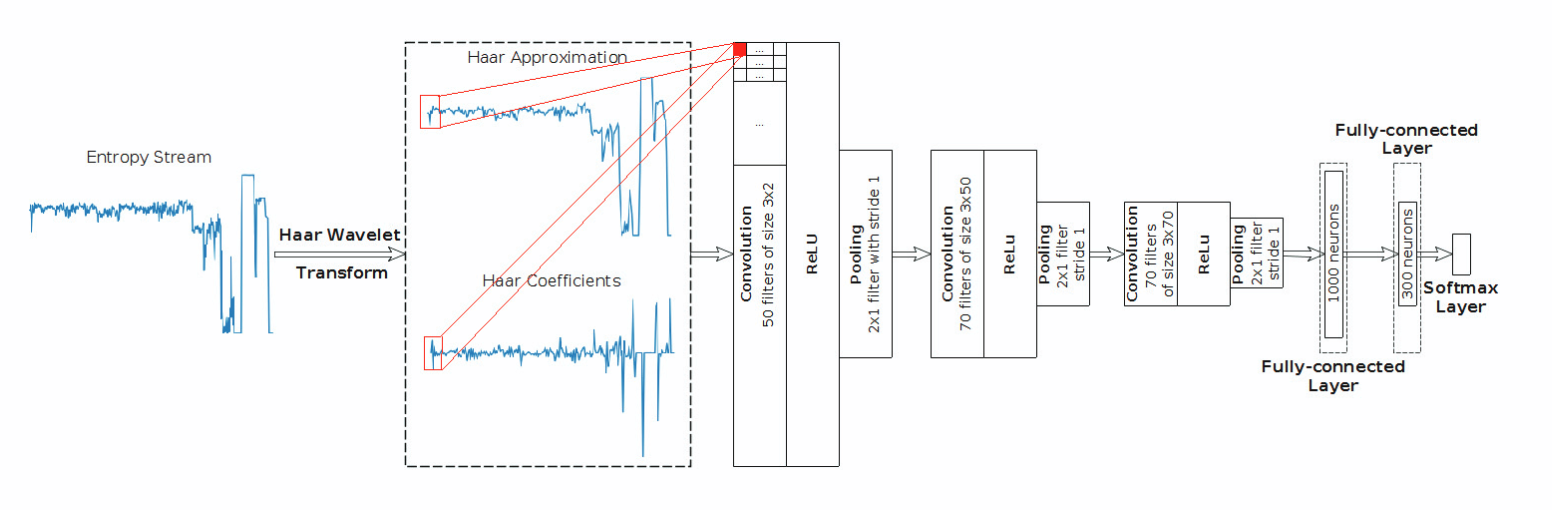 Entropy Stream
Haar Wavelet
Transform
Haar Approximation
Haar Coefficients
...
...
...
...
Convolution
50 filters of size 3x2
ReLU
Pooling
2x1 filter with stride 1
Convolution
70 filters of size 3x50
ReLu
Pooling
2x1 filter
stride 1
Convolution
70 filters
of size 3x70
ReLu
Pooling
2x1 filter
stride 1
1000 neurons
Fully-connected
Layer
Fully-connected
Layer
300 neurons
Softmax
Layer